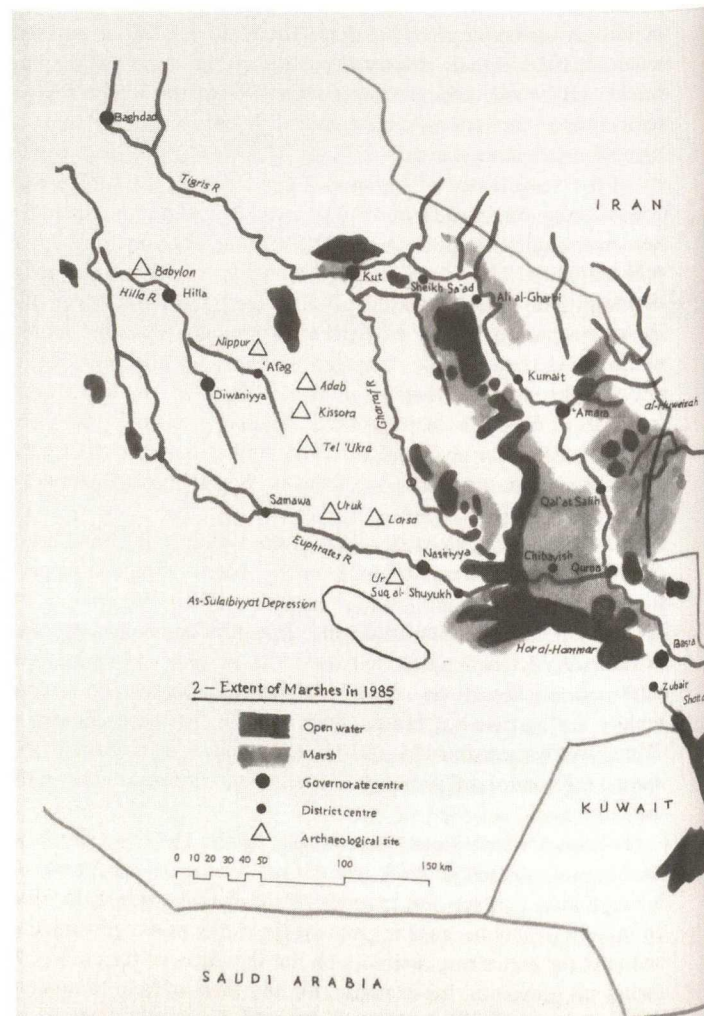 Baghdad
Tigris R
IRAN
Babylon
Hilla R
Hilla
Kut
Sheikh Sa'ad
Ali al-Gharbi
Nippur
'Afag
Diwaniyya
Adab
Kissora
Tel 'Ukra
Gharraf R
Kumait
'Amara
al-Huweizah
Qal'at Salih
Samawa
Uruk
Larsa
Euphrates R
Nasiriyya
Chibayish
Qurna
Ur
Suq al-Shuyukh
As-Sulaibiyyat Depression
Hor al-Hammar
Basra
Zubair
Shatt
2 — Extent of Marshes in 1985
Open water
Marsh
Governorate centre
District centre
Archaeological site
0 10 20 30 40 50 100 150 km
KUWAIT
SAUDI ARABIA